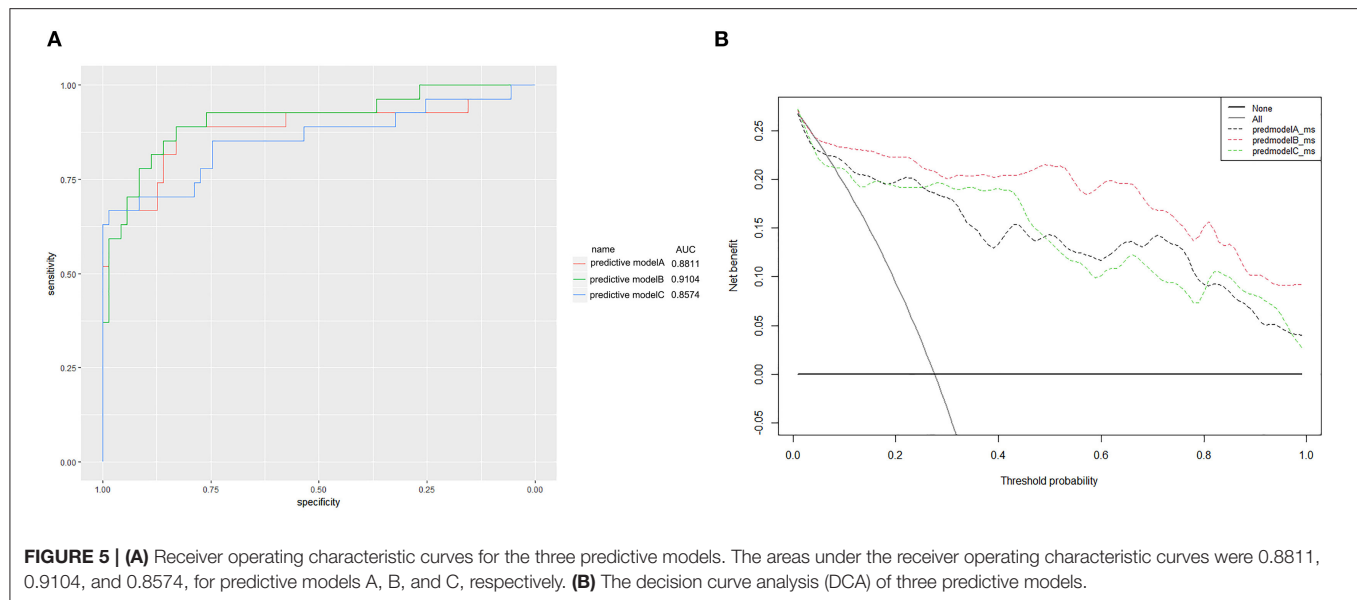 A
1.00
0.75
0.50
0.25
0.00
sensitivity
1.00
0.75
0.50
0.25
0.00
specificity
name AUC
predictive modelA 0.8811
predictive modelB 0.9104
predictive modelC 0.8574
B
None
All
predmodelA_ms
predmodelB_ms
predmodelC_ms
0.25
0.20
0.15
0.10
0.05
0.00
-0.05
Net benefit
0.0
0.2
0.4
0.6
0.8
1.0
Threshold probability
FIGURE 5 | (A) Receiver operating characteristic curves for the three predictive models. The areas under the receiver operating characteristic curves were 0.8811,
0.9104, and 0.8574, for predictive models A, B, and C, respectively. (B) The decision curve analysis (DCA) of three predictive models.